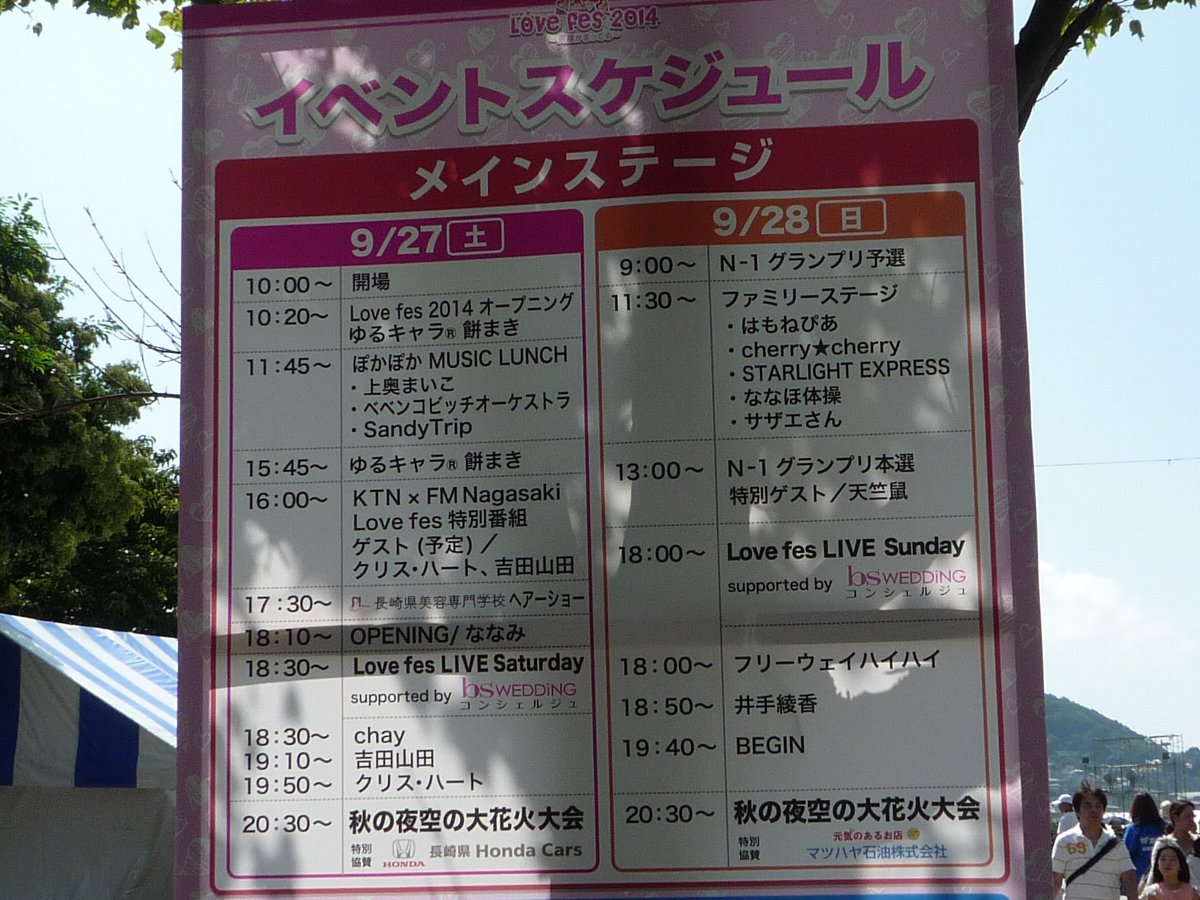 Love fes 2014
イベントスケジュール
メインステージ
9/27 土
10:00～ 開場
10:20～ Love fes 2014 オープニング
ゆるキャラ® 餅まき
11:45～ ぽかぽか MUSIC LUNCH
・上奥まいこ
・ベベンコビッチオーケストラ
・SandyTrip
15:45～ ゆるキャラ® 餅まき
16:00～ KTN × FM Nagasaki
Love fes 特別番組
ゲスト (予定) ／
クリス・ハート、吉田山田
17:30～ 長崎県美容専門学校 ヘアーショー
18:10～ OPENING/ ななみ
18:30～ Love fes LIVE Saturday
supported by bs WEDDiNG
コンシェルジュ
18:30～ chay
19:10～ 吉田山田
19:50～ クリス・ハート
20:30～ 秋の夜空の大花火大会
特別
協賛 HONDA 長崎県 Honda Cars
9/28 日
9:00～ N-1 グランプリ予選
11:30～ ファミリーステージ
・はもねぴあ
・cherry★cherry
・STARLIGHT EXPRESS
・ななほ体操
・サザエさん
13:00～ N-1 グランプリ本選
特別ゲスト／天竺鼠
18:00～ Love fes LIVE Sunday
supported by bs WEDDiNG
コンシェルジュ
18:00～ フリーウェイハイハイ
18:50～ 井手綾香
19:40～ BEGIN
20:30～ 秋の夜空の大花火大会
特別
協賛
元気のあるお店
マツハヤ石油株式会社